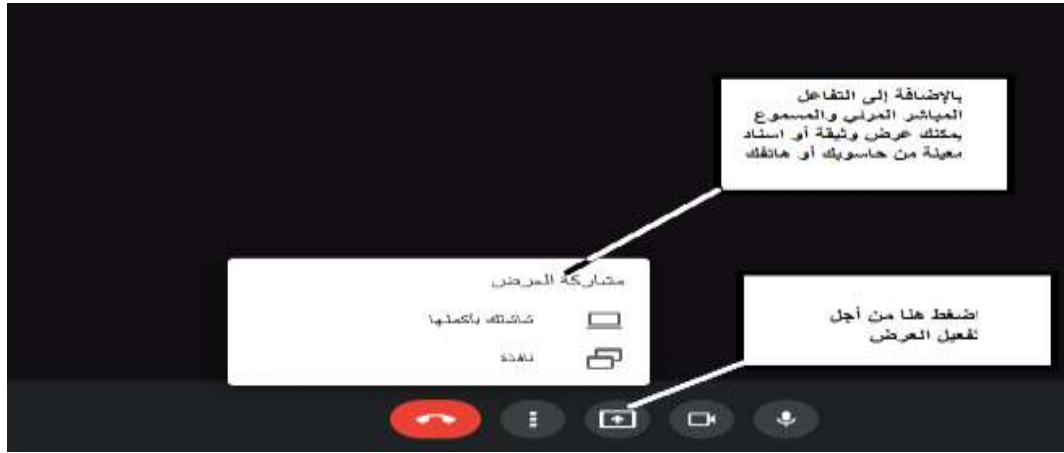 بالإضافة إلى التفاعل
المباشر المرئي والمسموع
يمكنك عرض وثيقة أو اسناد
معينة من حاسوبك أو هاتفك
مشاركة العرض
شاشتك بأكملها
نافذة
اضغط هنا من أجل
تفعيل العرض